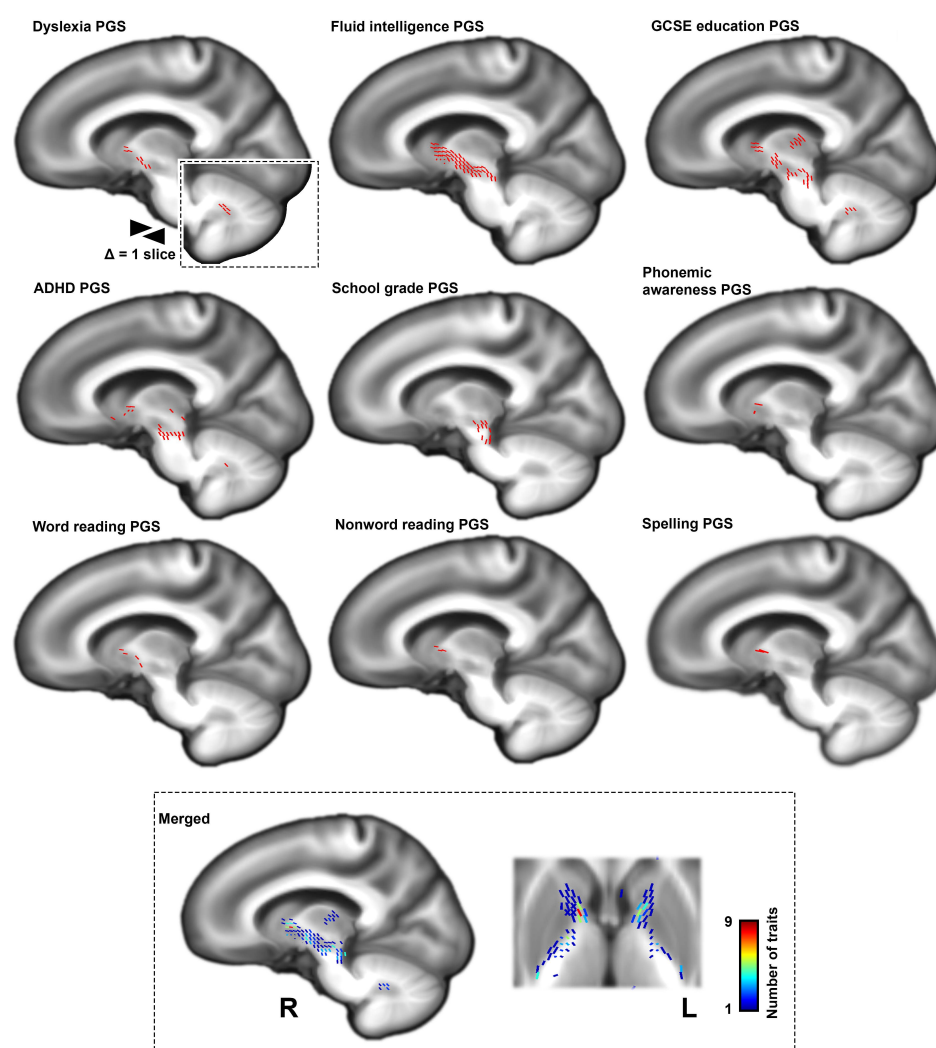 Dyslexia PGS
Fluid intelligence PGS
GCSE education PGS
Δ = 1 slice
ADHD PGS
School grade PGS
Phonemic
awareness PGS
Word reading PGS
Nonword reading PGS
Spelling PGS
Merged
R
L
9
1
Number of traits